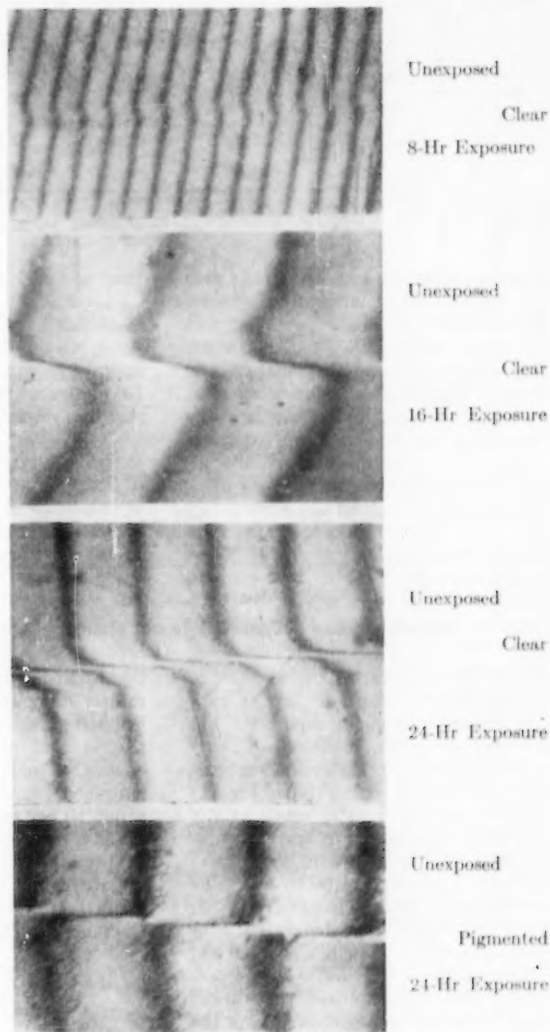 Unexposed
Clear
8-Hr Exposure
Unexposed
Clear
16-Hr Exposure
Unexposed
Clear
24-Hr Exposure
Unexposed
Pigmented
24-Hr Exposure